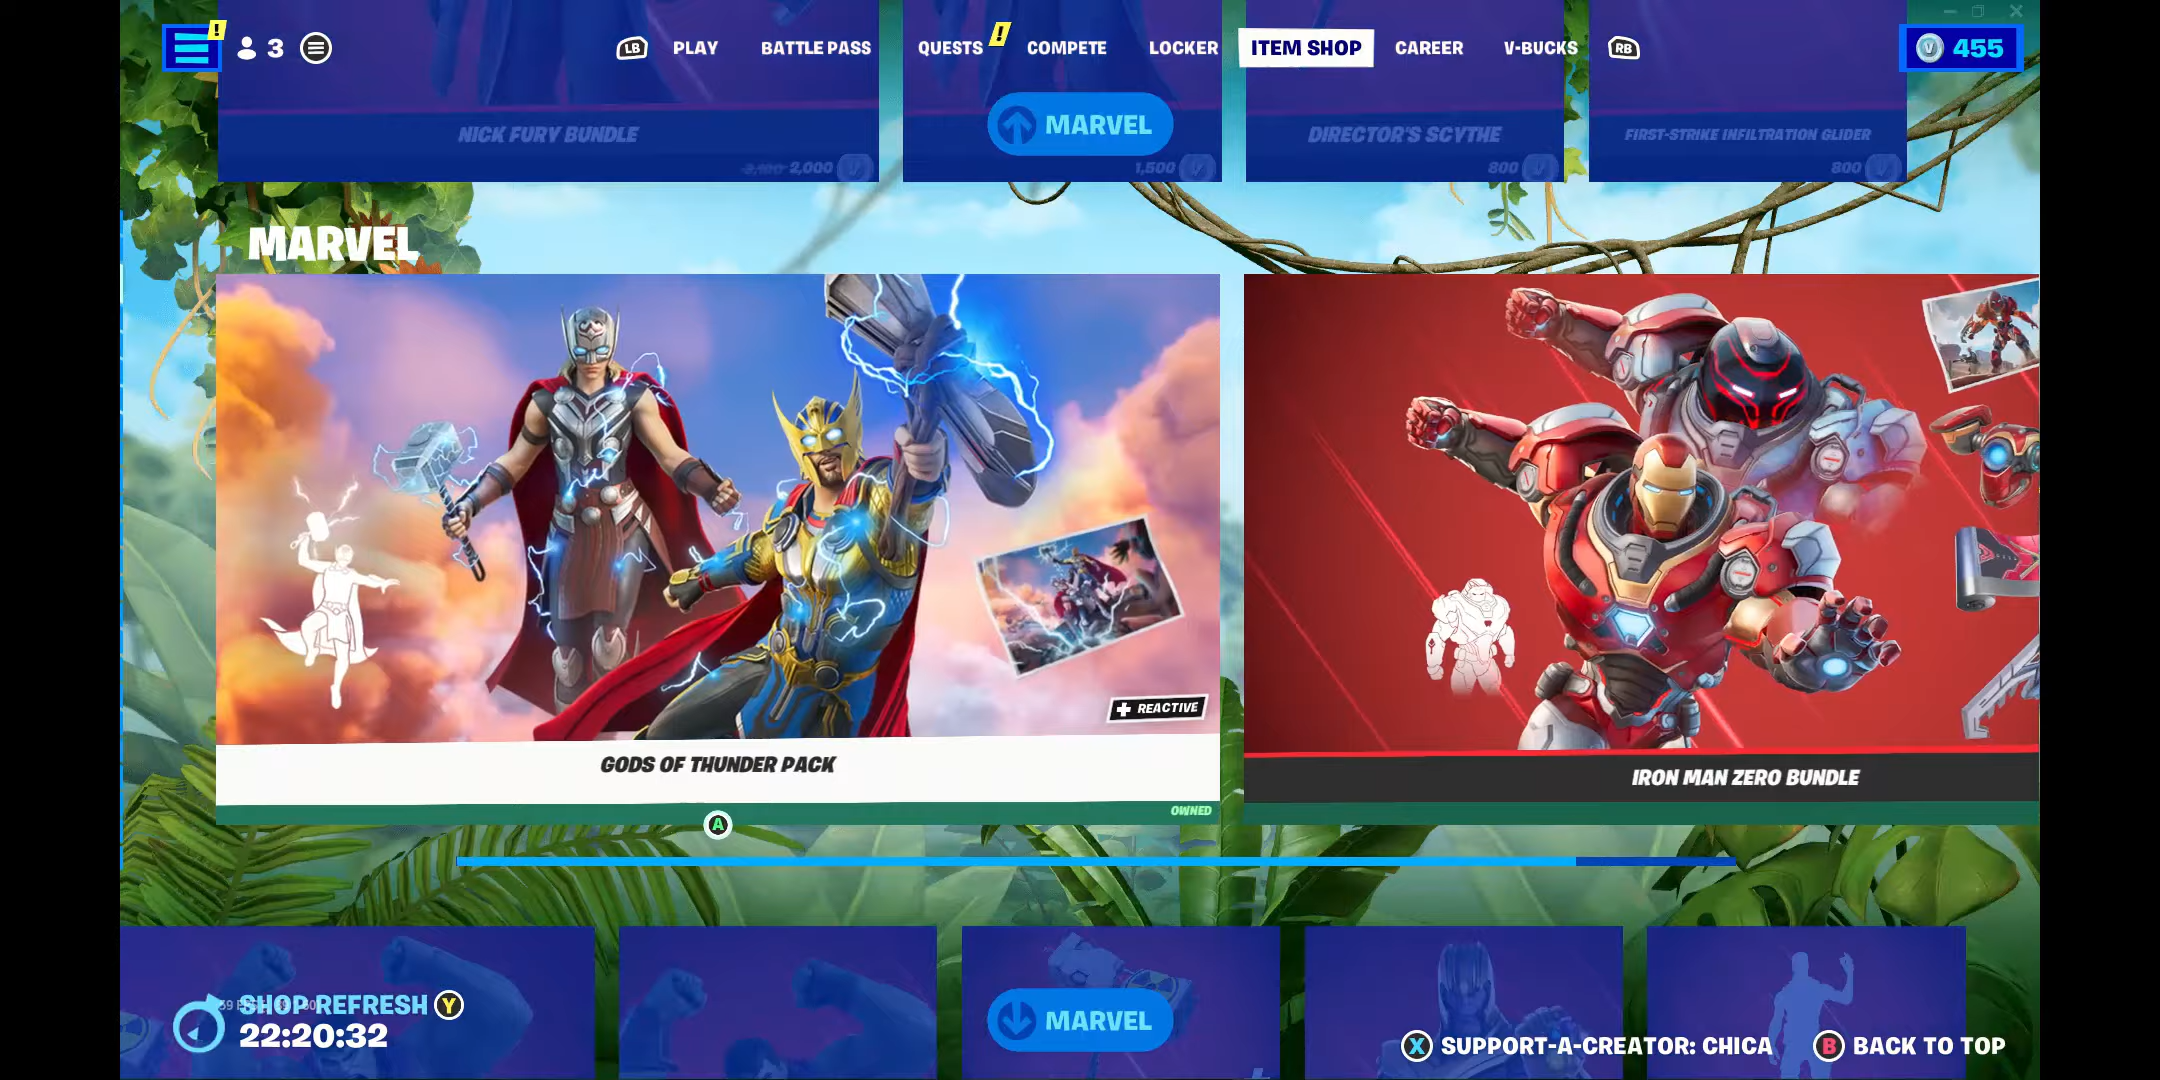 !
3
LB
PLAY
BATTLE PASS
QUESTS
!
COMPETE
LOCKER
ITEM SHOP
CAREER
V-BUCKS
RB
V 455
MARVEL
NICK FURY BUNDLE
2,000
1,500
DIRECTOR'S SCYTHE
800
FIRST-STRIKE INFILTRATION GLIDER
800
MARVEL
+ REACTIVE
GODS OF THUNDER PACK
OWNED
A
IRON MAN ZERO BUNDLE
SHOP REFRESH Y
22:20:32
MARVEL
X SUPPORT-A-CREATOR: CHICA
B BACK TO TOP